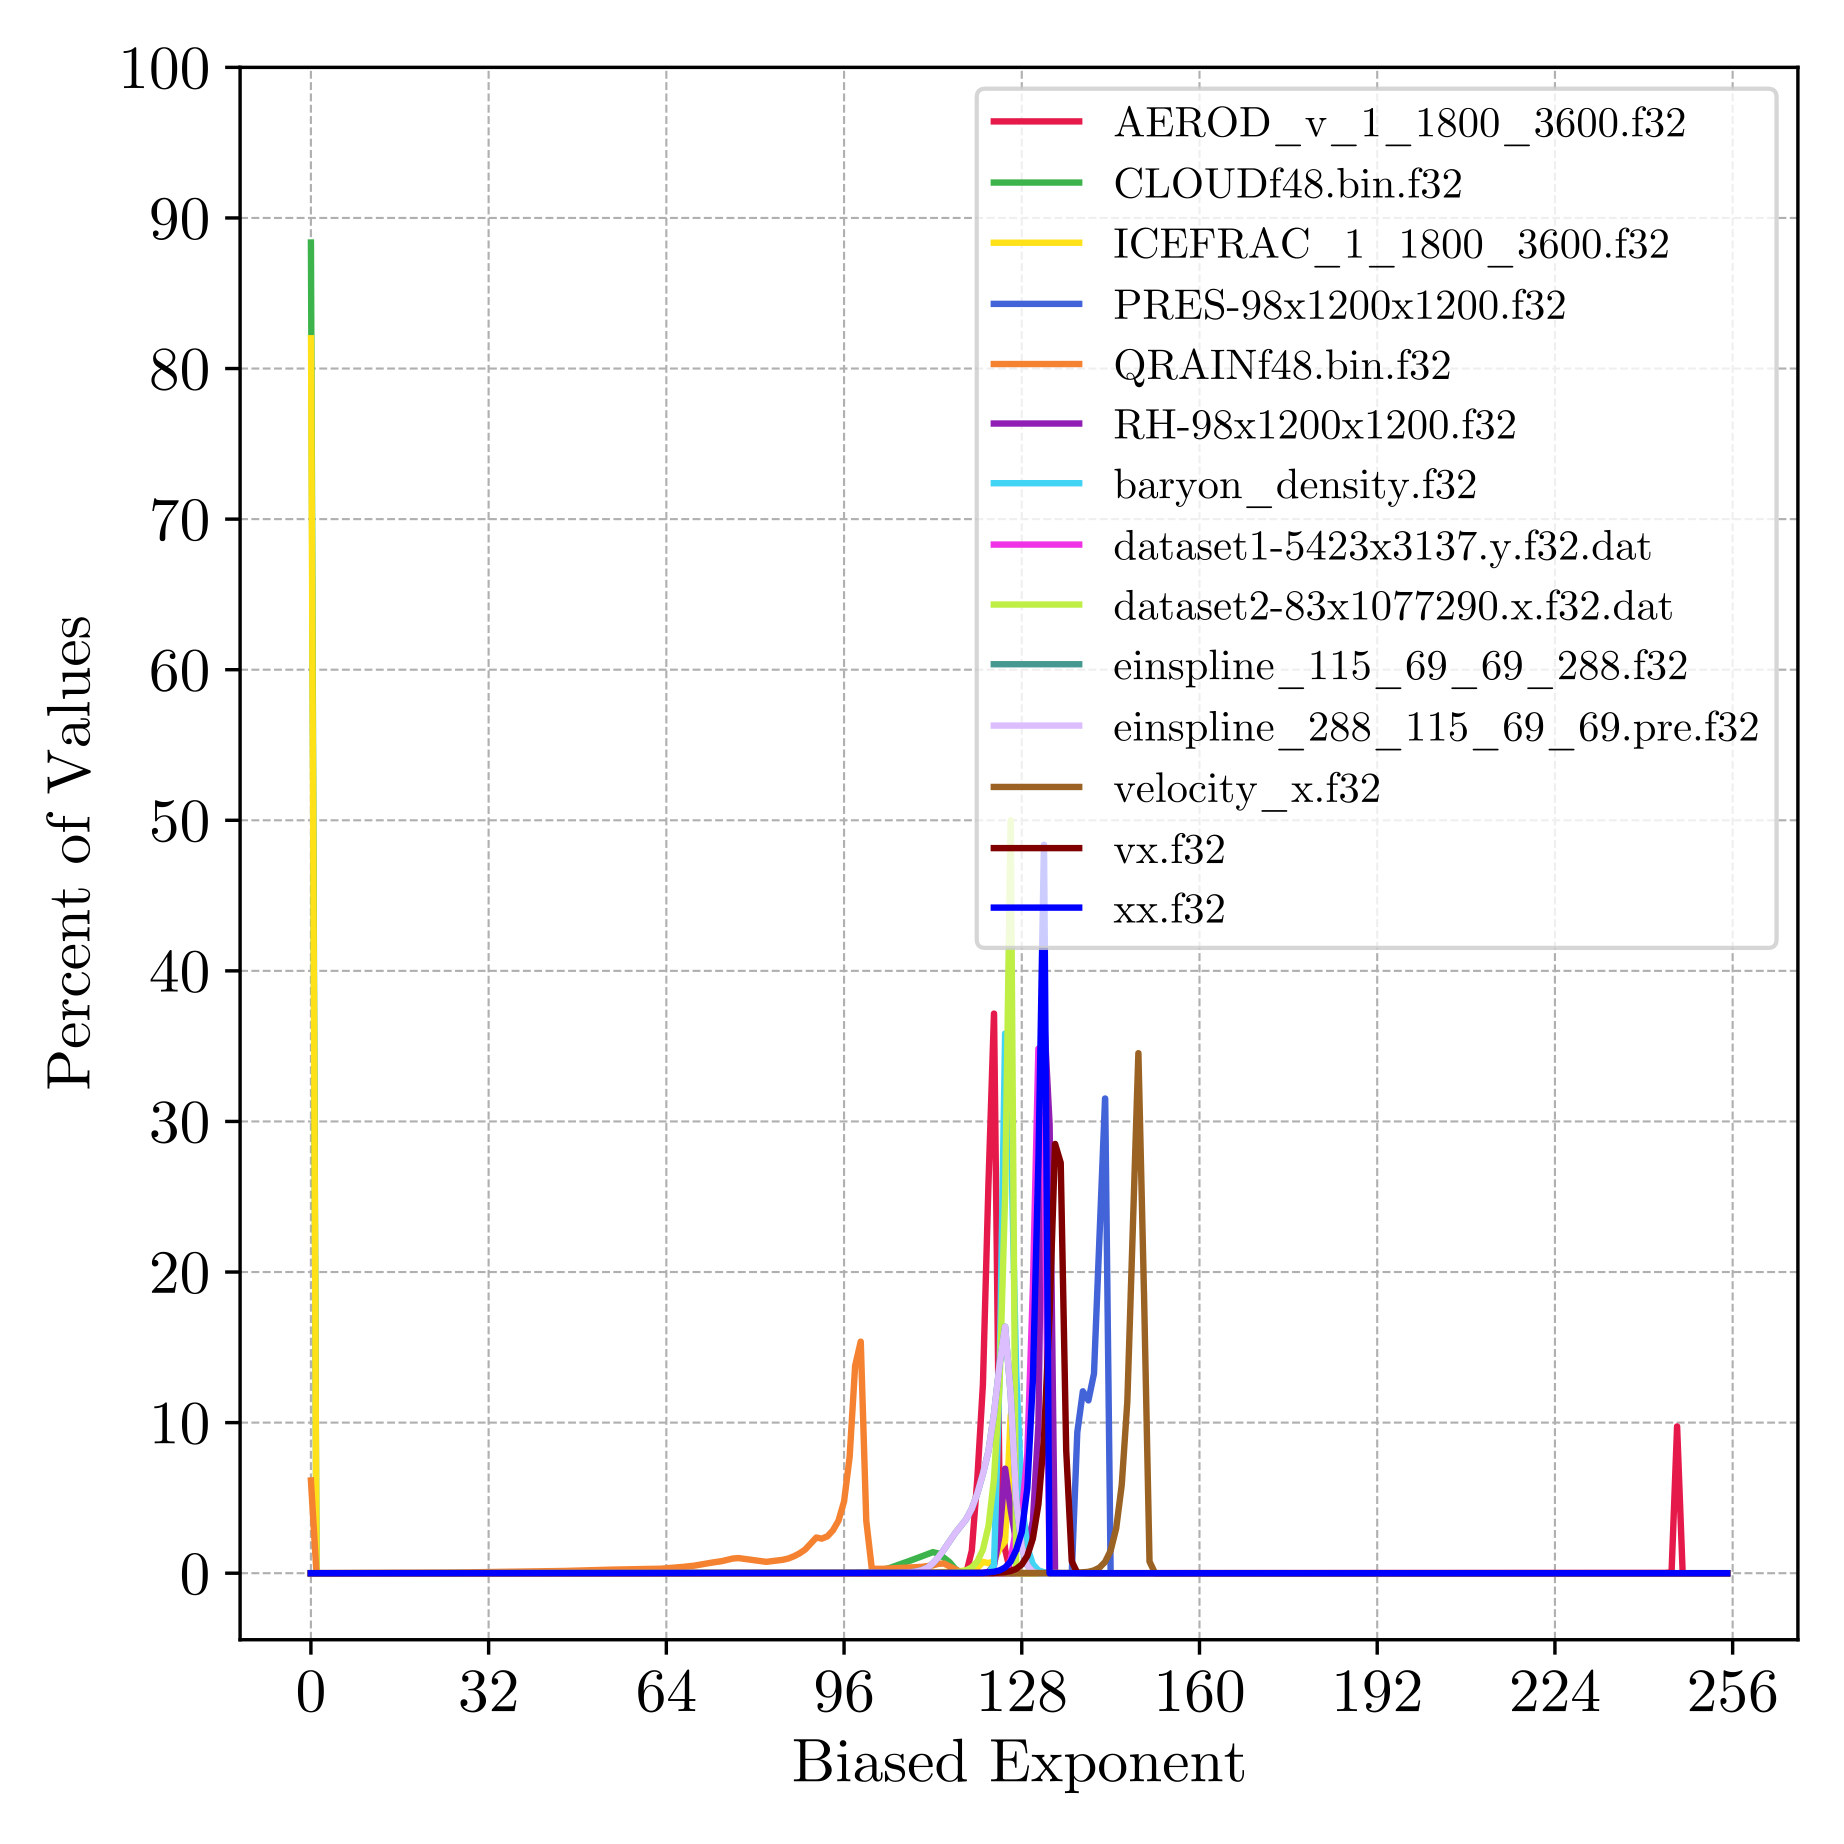 100
90
80
70
60
50
40
30
20
10
0
Percent of Values
AEROD_v_1_1800_3600.f32
CLOUDf48.bin.f32
ICEFRAC_1_1800_3600.f32
PRES-98x1200x1200.f32
QRAINf48.bin.f32
RH-98x1200x1200.f32
baryon_density.f32
dataset1-5423x3137.y.f32.dat
dataset2-83x1077290.x.f32.dat
einspline_115_69_69_288.f32
einspline_288_115_69_69.pre.f32
velocity_x.f32
vx.f32
xx.f32
0 32 64 96 128 160 192 224 256
Biased Exponent